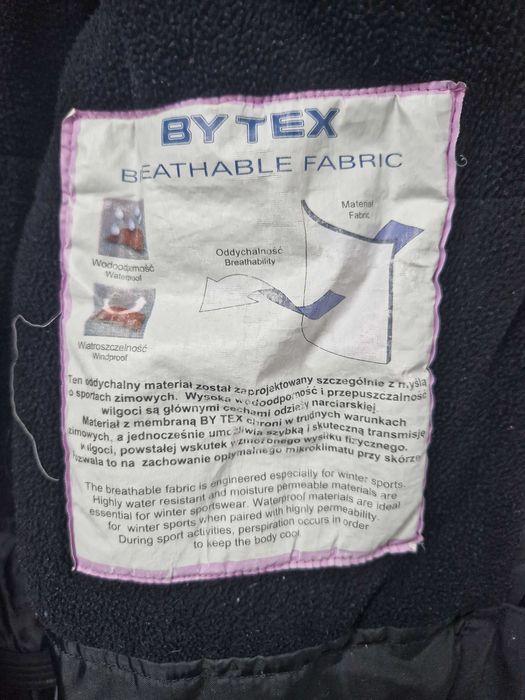 BY TEX
BEATHABLE FABRIC
Materiał
Fabric
Oddychalność
Breathability
Wodoodporność
Waterproof
Wiatroszczelność
Windproof
Ten oddychalny materiał został zaprojektowany szczególnie z myślą
o sportach zimowych. Wysoka wodoodporność i przepuszczalność
wilgoci są głównymi cechami odzieży narciarskiej.
Materiał z membraną BY TEX chroni w trudnych warunkach
zimowych, a jednocześnie umożliwia szybką i skuteczną transmisję
wilgoci, powstałej wskutek wzmożonego wysiłku fizycznego.
Pozwala to na zachowanie optymalnego mikroklimatu przy skórze
The breathable fabric is engineered especially for winter sports.
Highly water resistant and moisture permeable materials are
essential for winter sportswear. Waterproof materials are ideal
for winter sports when paired with highly permeability.
During sport activities, perspiration occurs in order
to keep the body cool